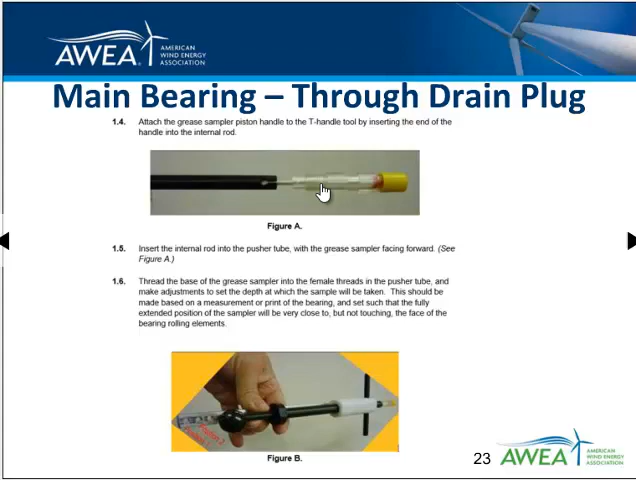 AWEA
AMERICAN
WIND ENERGY
ASSOCIATION
Main Bearing – Through Drain Plug
1.4. Attach the grease sampler piston handle to the T-handle tool by inserting the end of the
handle into the internal rod.
Figure A.
1.5. Insert the internal rod into the pusher tube, with the grease sampler facing forward. (See
Figure A.)
1.6. Thread the base of the grease sampler into the female threads in the pusher tube, and
make adjustments to set the depth at which the sample will be taken. This should be
made based on a measurement or print of the bearing, and set such that the fully
extended position of the sampler will be very close to, but not touching, the face of the
bearing rolling elements.
Position 2
Figure B.
23
AWEA
AMERICAN
WIND ENERGY
ASSOCIATION